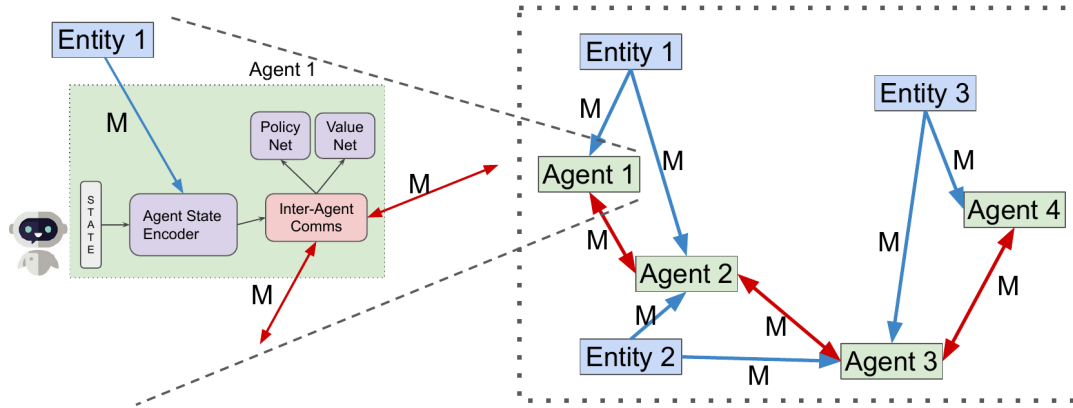 Entity 1
Agent 1
M
Policy
Net
Value
Net
STATE
Agent State
Encoder
Inter-Agent
Comms
M
M
Entity 1
Entity 3
M
M
M
Agent 1
Agent 4
M
M
Agent 2
M
M
M
Entity 2
Agent 3
M